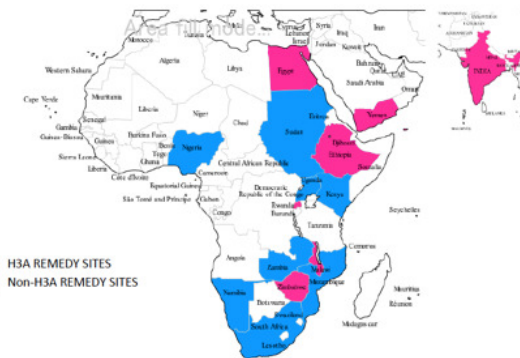 Area fill mode...
Morocco
Tunisia
Cyprus
Lebanon
Israel
Syria
Iraq
Iran
Jordan
Kuwait
Bahrain
Qatar
UAE
Western Sahara
Algeria
Libya
Egypt
Saudi Arabia
Oman
INDIA
Cape Verde
Mauritania
Liberia
Niger
Chad
Sudan
Eritrea
Yemen
Senegal
Gambia
Guinea-Bissau
Guinea
Burkina Faso
Benin
Togo
Ghana
Nigeria
Djibouti
Ethiopia
Somalia
Sierra Leone
Liberia
Côte d'Ivoire
Cameroon
Central African Republic
Equatorial Guinea
São Tomé and Príncipe
Gabon
Congo
Democratic
Republic of the Congo
Uganda
Kenya
Rwanda
Burundi
Tanzania
Seychelles
Comoros
Angola
Zambia
Malawi
Mozambique
Zimbabwe
Namibia
Botswana
Swaziland
South Africa
Lesotho
Madagascar
Mauritius
Réunion
H3A REMEDY SITES
Non-H3A REMEDY SITES